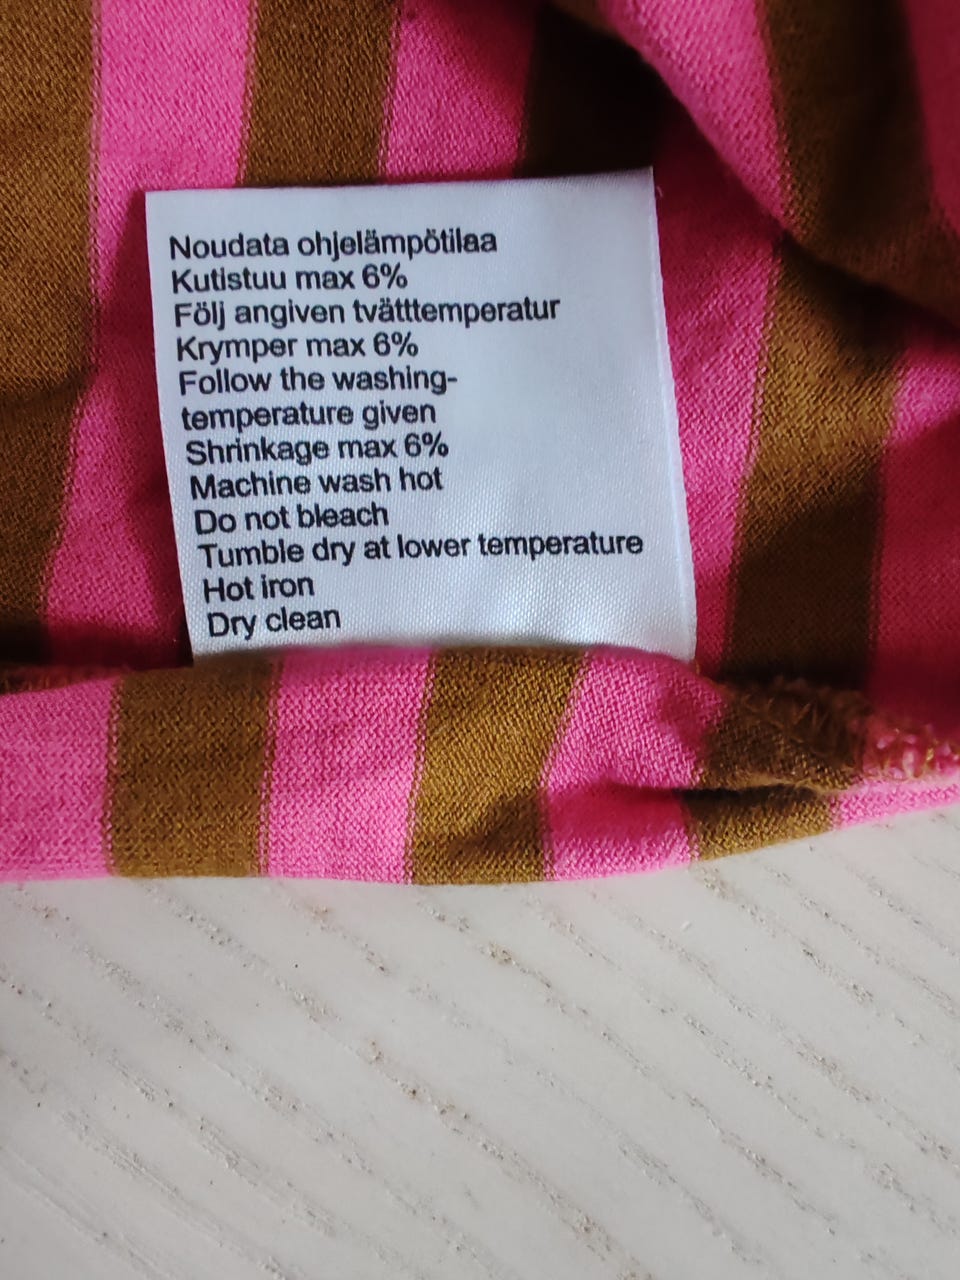 Noudata ohjelämpötilaa
Kutistuu max 6%
Följ angiven tvätttemperatur
Krymper max 6%
Follow the washing-
temperature given
Shrinkage max 6%
Machine wash hot
Do not bleach
Tumble dry at lower temperature
Hot iron
Dry clean